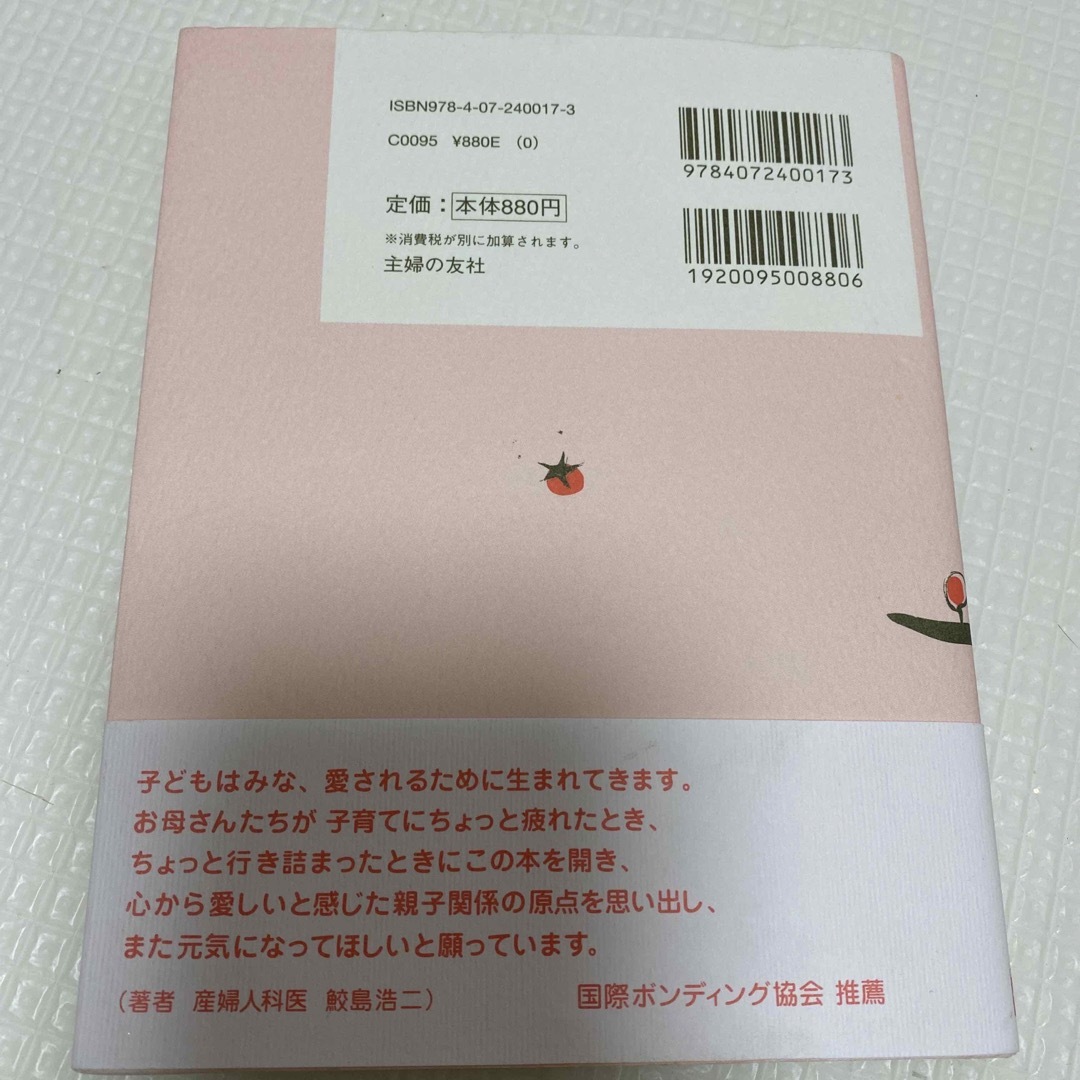 ISBN978-4-07-240017-3
C0095 ¥880E (0)
9784072400173
定価：本体880円
※消費税が別に加算されます。
主婦の友社
1920095008806
子どもはみな、愛されるために生まれてきます。
お母さんたちが 子育てにちょっと疲れたとき、
ちょっと行き詰まったときにこの本を開き、
心から愛しいと感じた親子関係の原点を思い出し、
また元気になってほしいと願っています。
（著者 産婦人科医 鮫島浩二）
国際ボンディング協会 推薦